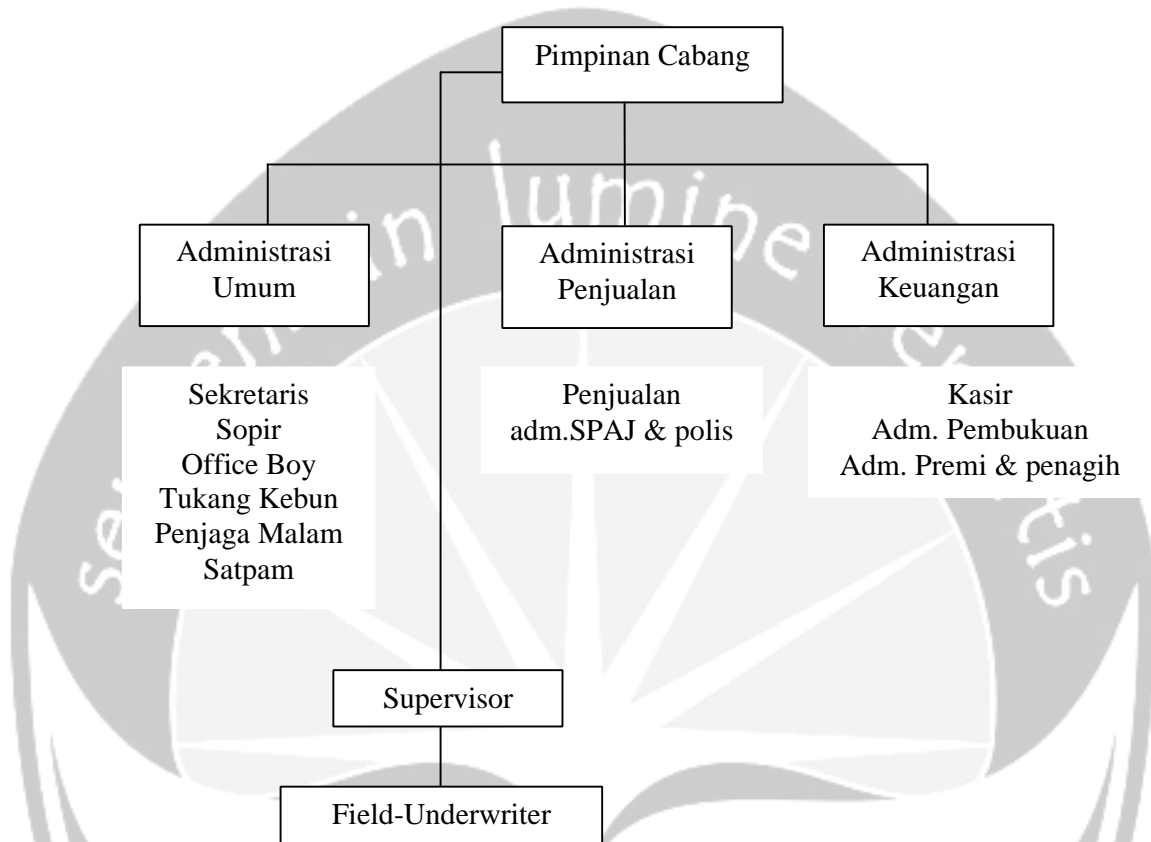 Pimpinan Cabang
Administrasi
Umum
Administrasi
Penjualan
Administrasi
Keuangan
Sekretaris
Sopir
Office Boy
Tukang Kebun
Penjaga Malam
Satpam
Penjualan
adm.SPAJ & polis
Kasir
Adm. Pembukuan
Adm. Premi & penagih
Supervisor
Field-Underwriter
lumine